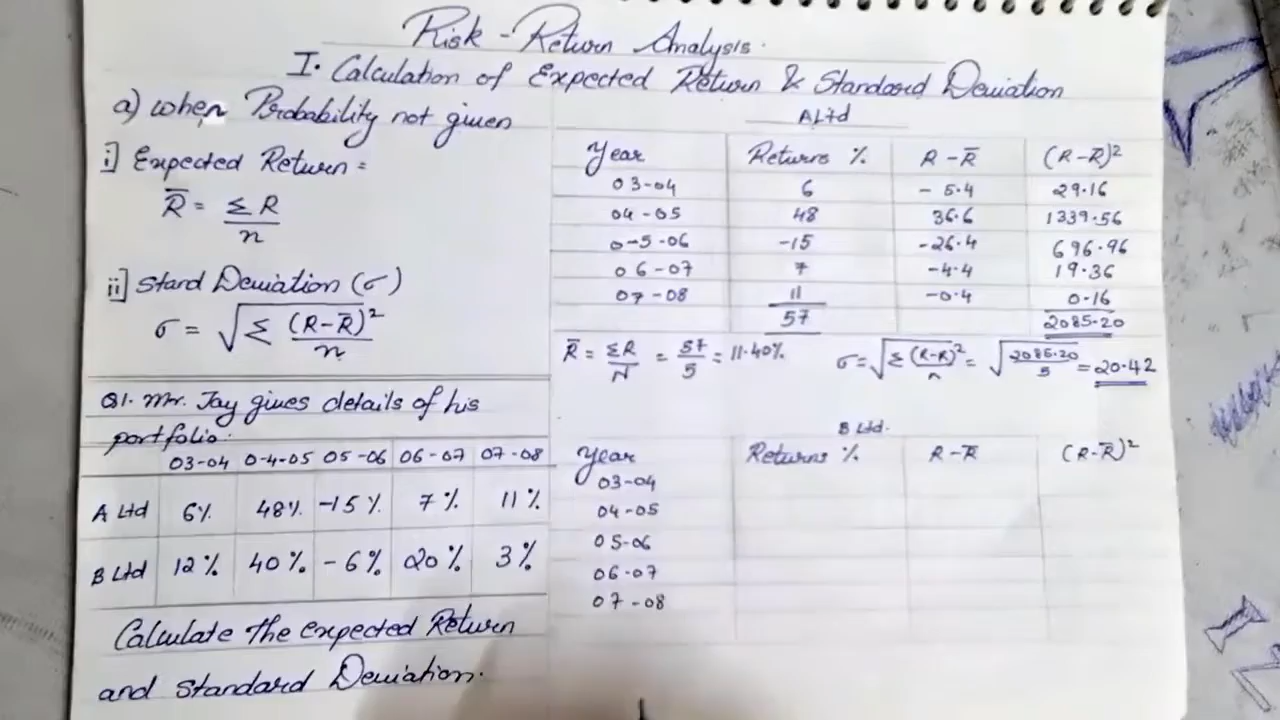 Risk - Return Analysis.
I. Calculation of Expected Return & Standard Deviation
a) when Probability not given
i] Expected Return =
R̅ = ΣR / n
ii] Stand Deviation (σ)
σ = √Σ (R-R̅)² / n
Q1. Mr. Jay gives details of his
portfolio.
03-04 0-4-05 05-06 06-07 07-08
A Ltd 6% 48% -15% 7% 11%
B Ltd 12% 40% -6% 20% 3%
Calculate the expected Return
and Standard Deviation.
A Ltd
Year Returns % R-R̅ (R-R̅)²
03-04 6 -5.4 29.16
04-05 48 36.6 1339.56
0-5-06 -15 -26.4 696.96
06-07 7 -4.4 19.36
07-08 11 -0.4 0.16
57 2085.20
R̅ = ΣR / N = 57 / 5 = 11.40% σ = √Σ (R-R)² / n = √2085.20 / 5 = 20.42
B Ltd.
Year Returns % R-R̅ (R-R̅)²
03-04
04-05
05-06
06-07
07-08